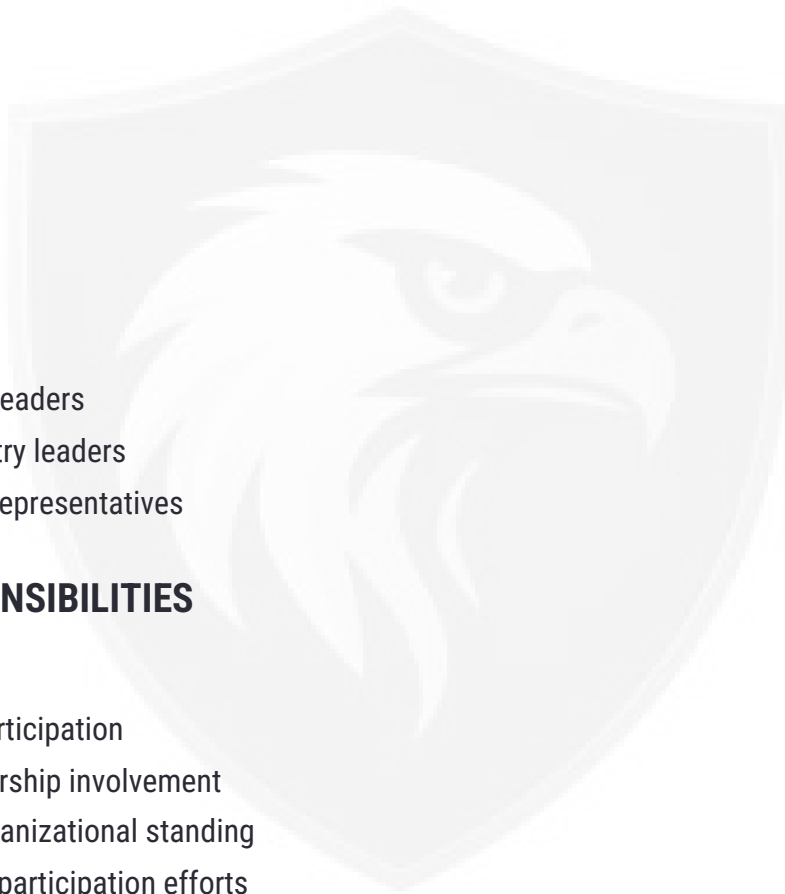 eaders
try leaders
epresentatives
NSIBILITIES
rticipation
rship involvement
anizational standing
participation efforts